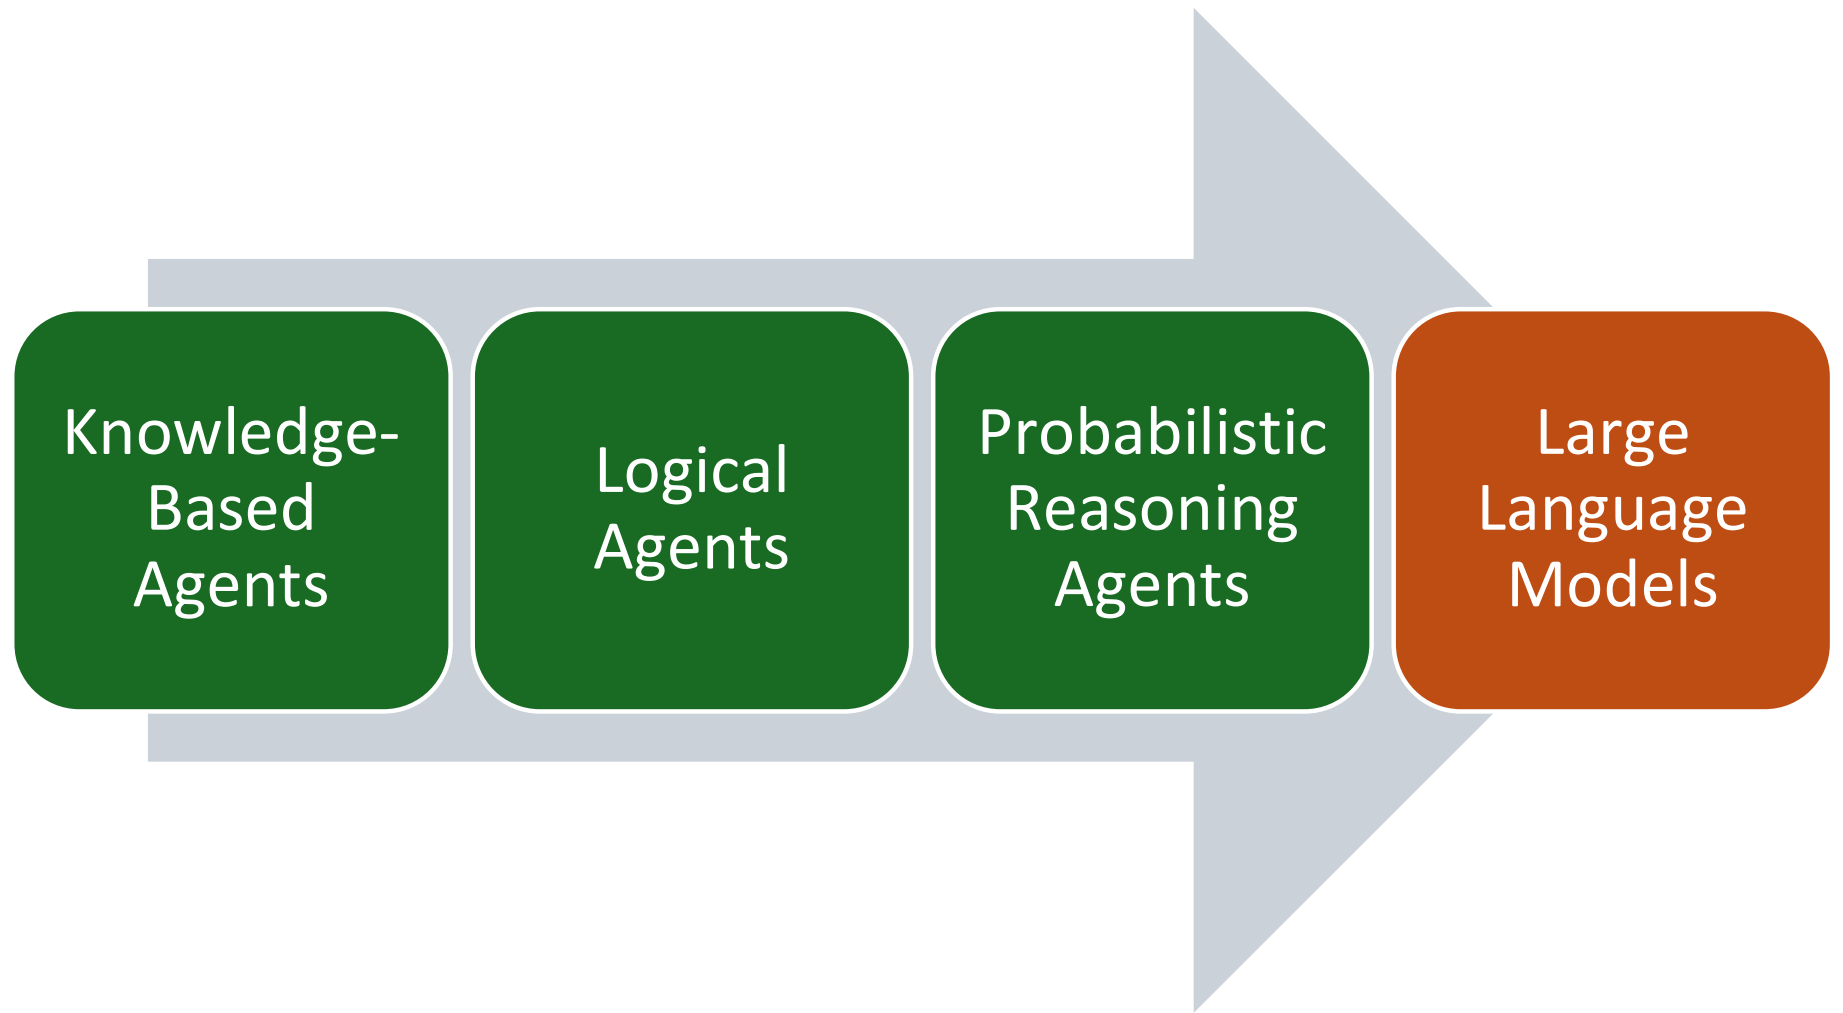 Knowledge-
Based
Agents
Logical
Agents
Probabilistic
Reasoning
Agents
Large
Language
Models